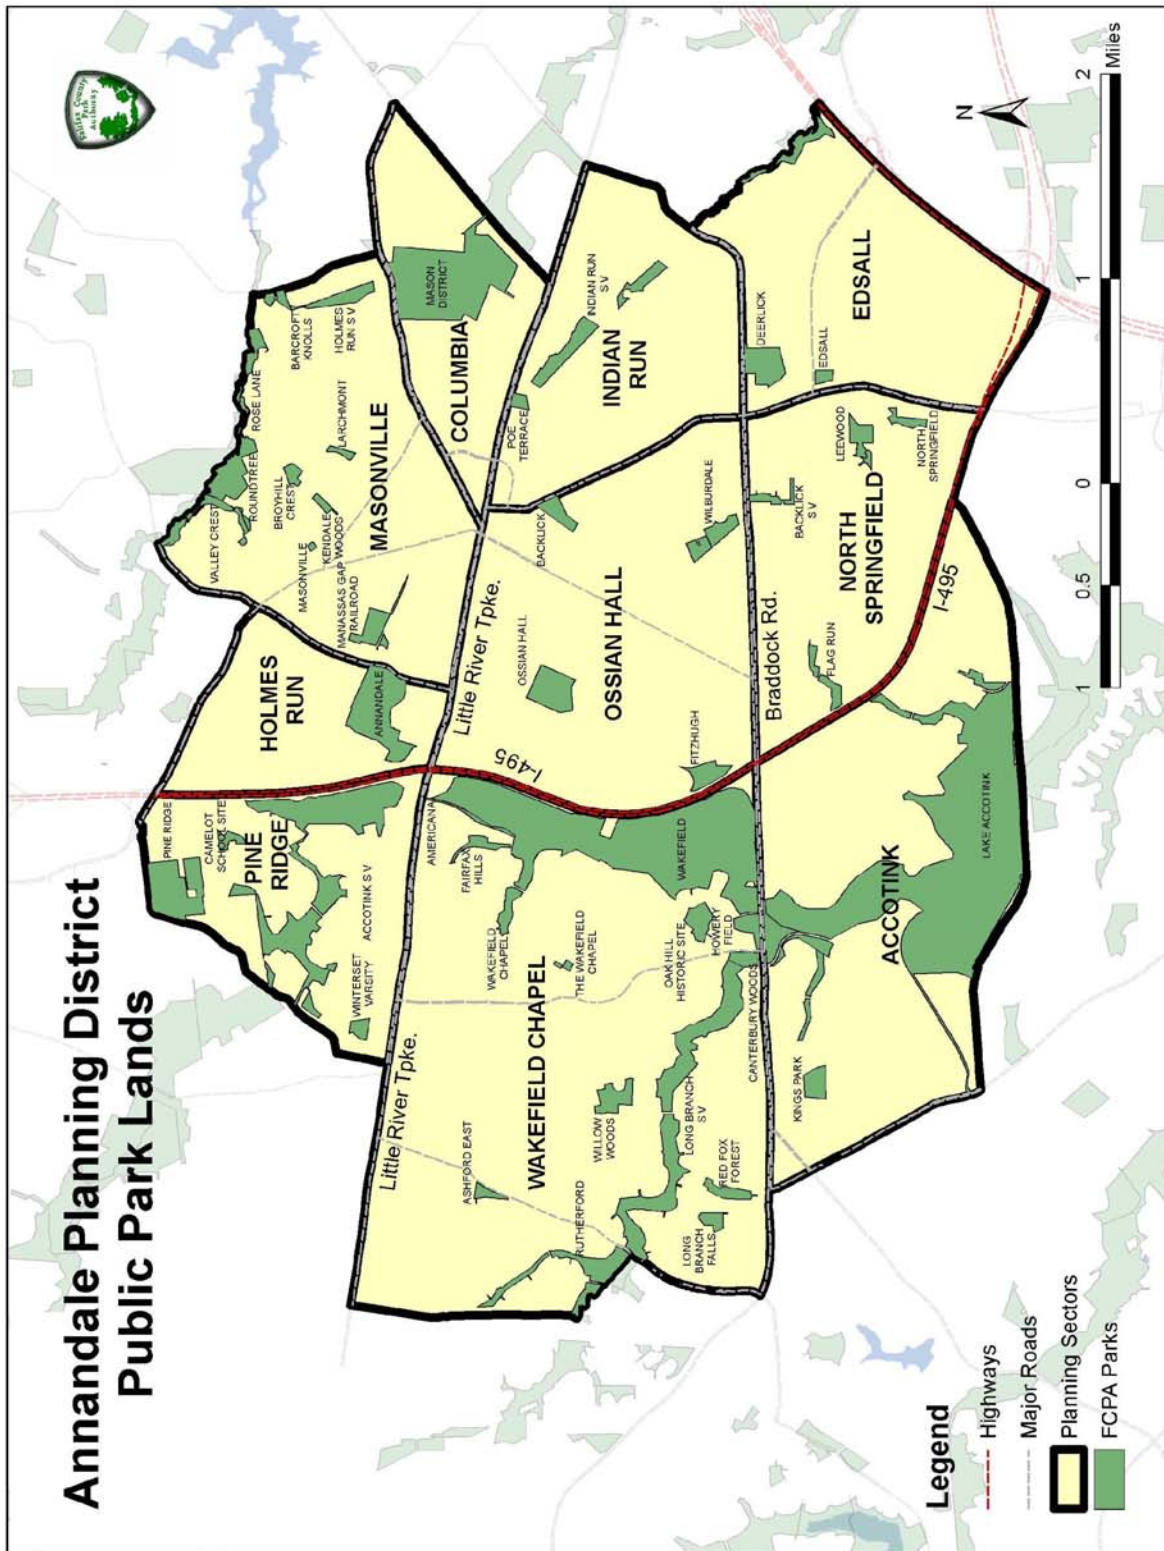 Annandale Planning District
Public Park Lands
Fairfax County
Park
Authority
PINE RIDGE
CAMELOT
SCHOOL SITE
PINE
RIDGE
ACCOTINK S V
WINTERSET
VARSITY
HOLMES
RUN
ANNANDALE
VALLEY CREST
ROUNDTREE
ROSE LANE
BROYHILL
CREST
BARCROFT
KNOLLS
HOLMES
RUN S V
LARCHMONT
MASONVILLE
KENDALE
WOODS
MANASSAS GAP
RAILROAD
MASONVILLE
COLUMBIA
MASON
DISTRICT
Little River Tpke.
Little River Tpke.
I-495
AMERICANA
FAIRFAX
HILLS
WAKEFIELD
CHAPEL
THE WAKEFIELD
CHAPEL
WAKEFIELD CHAPEL
ASHFORD EAST
RUTHERFORD
WILLOW
WOODS
OAK HILL
HISTORIC SITE
HOWERY
FIELD
WAKEFIELD
LONG BRANCH
S V
RED FOX
FOREST
LONG
BRANCH
FALLS
CANTERBURY WOODS
OSSIAN HALL
OSSIAN HALL
BACKLICK
FITZHUGH
WILBURDALE
POE
TERRACE
INDIAN
RUN
INDIAN RUN
S V
Braddock Rd.
KINGS PARK
ACCOTINK
LAKE ACCOTINK
FLAG RUN
NORTH
SPRINGFIELD
I-495
BACKLICK
S V
LEEWOOD
NORTH
SPRINGFIELD
DEERLICK
EDSALL
EDSALL
N
Legend
Highways
Major Roads
Planning Sectors
FCPA Parks
1 0.5 0 1 2
Miles